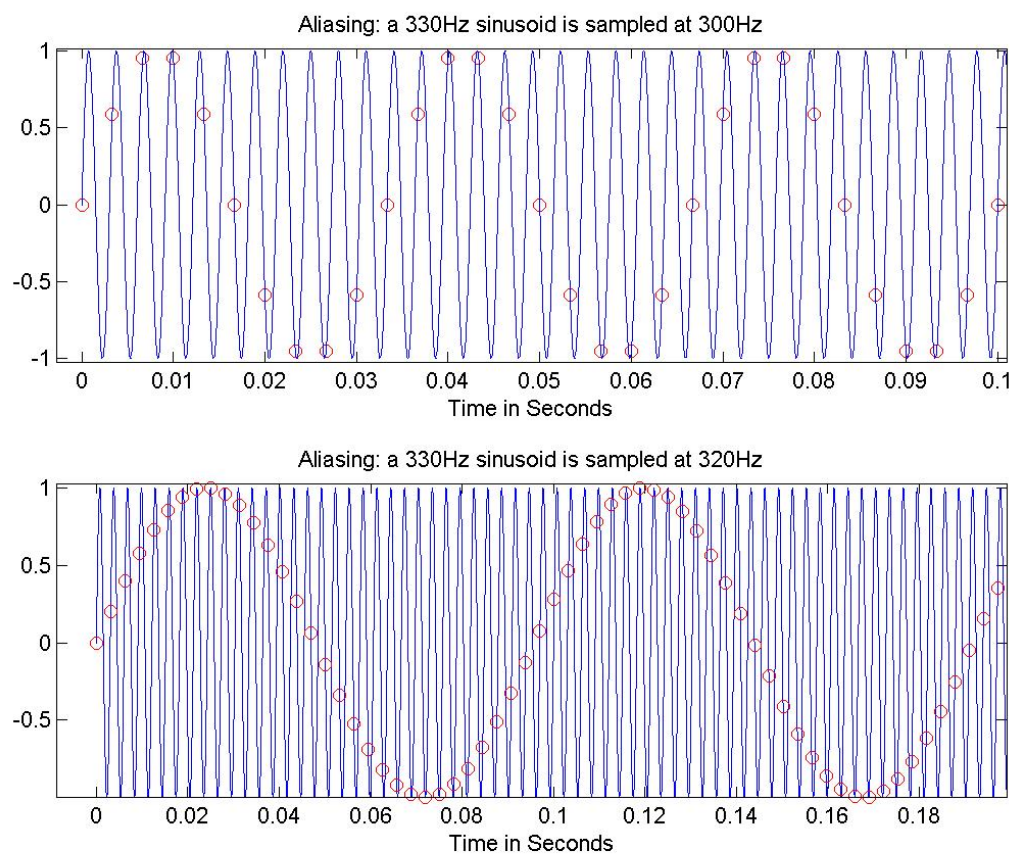 Aliasing: a 330Hz sinusoid is sampled at 300Hz
1
0.5
0
-0.5
-1
0 0.01 0.02 0.03 0.04 0.05 0.06 0.07 0.08 0.09 0.1
Time in Seconds
Aliasing: a 330Hz sinusoid is sampled at 320Hz
1
0.5
0
-0.5
0 0.02 0.04 0.06 0.08 0.1 0.12 0.14 0.16 0.18
Time in Seconds